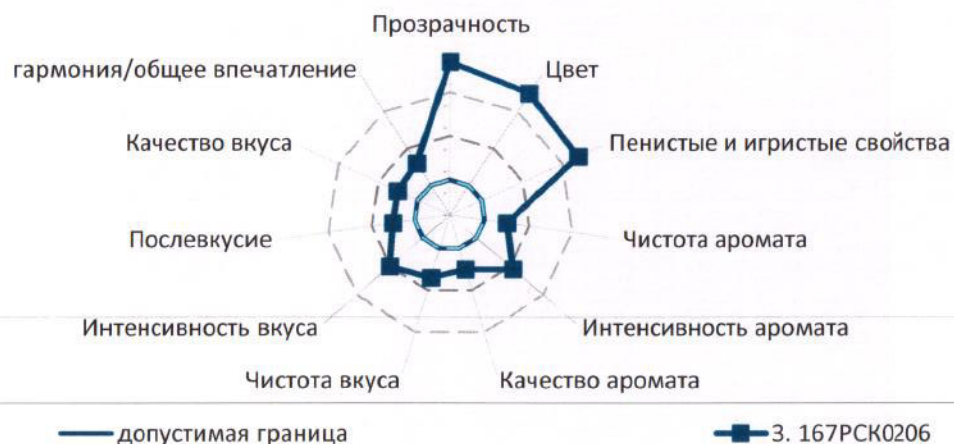 Прозрачность
гармония/общее впечатление
Цвет
Качество вкуса
Пенистые и игристые свойства
Послевкусие
Чистота аромата
Интенсивность вкуса
Интенсивность аромата
Чистота вкуса
Качество аромата
допустимая граница
3. 167РСК0206